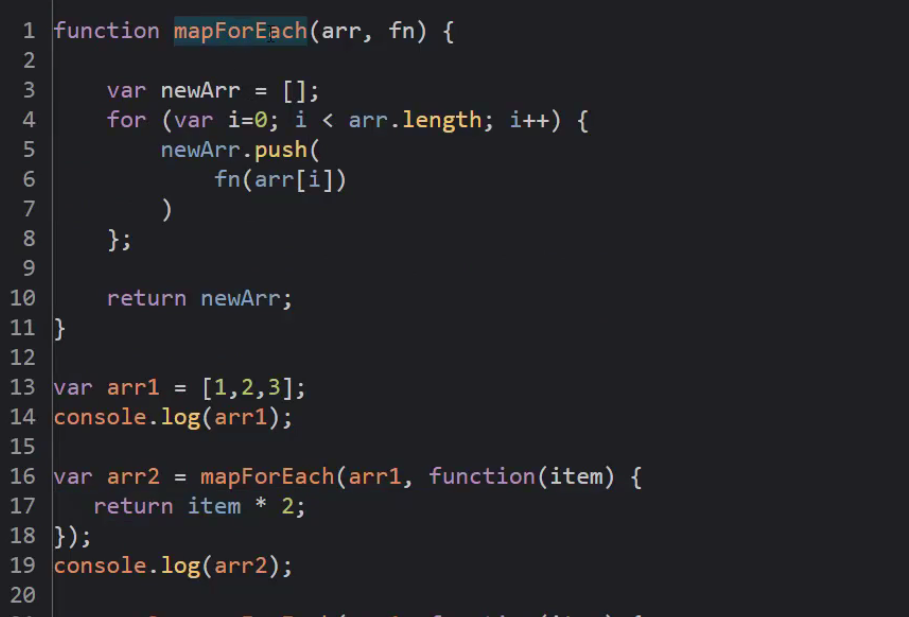 1 function mapForEach(arr, fn) {
2
3     var newArr = [];
4     for (var i=0; i < arr.length; i++) {
5         newArr.push(
6             fn(arr[i])
7         )
8     };
9
10     return newArr;
11 }
12
13 var arr1 = [1,2,3];
14 console.log(arr1);
15
16 var arr2 = mapForEach(arr1, function(item) {
17    return item * 2;
18 });
19 console.log(arr2);
20